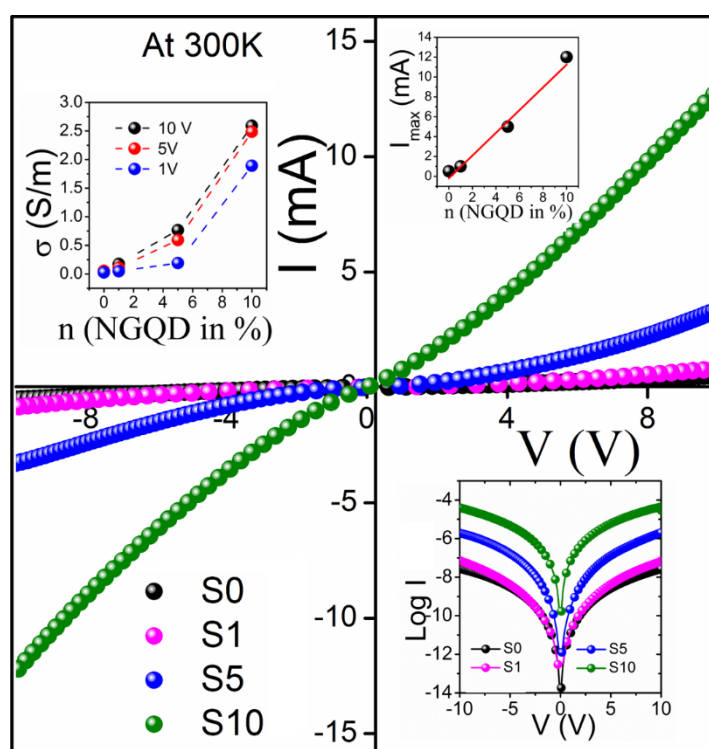 At 300K
15
10
5
0
-5
-10
-15
I (mA)
-8
-4
0
4
8
V (V)
S0
S1
S5
S10
3.0
2.5
2.0
1.5
1.0
0.5
0.0
σ (S/m)
10 V
5V
1V
0 2 4 6 8 10
n (NGQD in %)
14
12
10
8
6
4
2
0
I max (mA)
0 2 4 6 8 10
n (NGQD in %)
-4
-6
-8
-10
-12
-14
Log I
S0 S5
S1 S10
-10 -5 0 5 10
V (V)